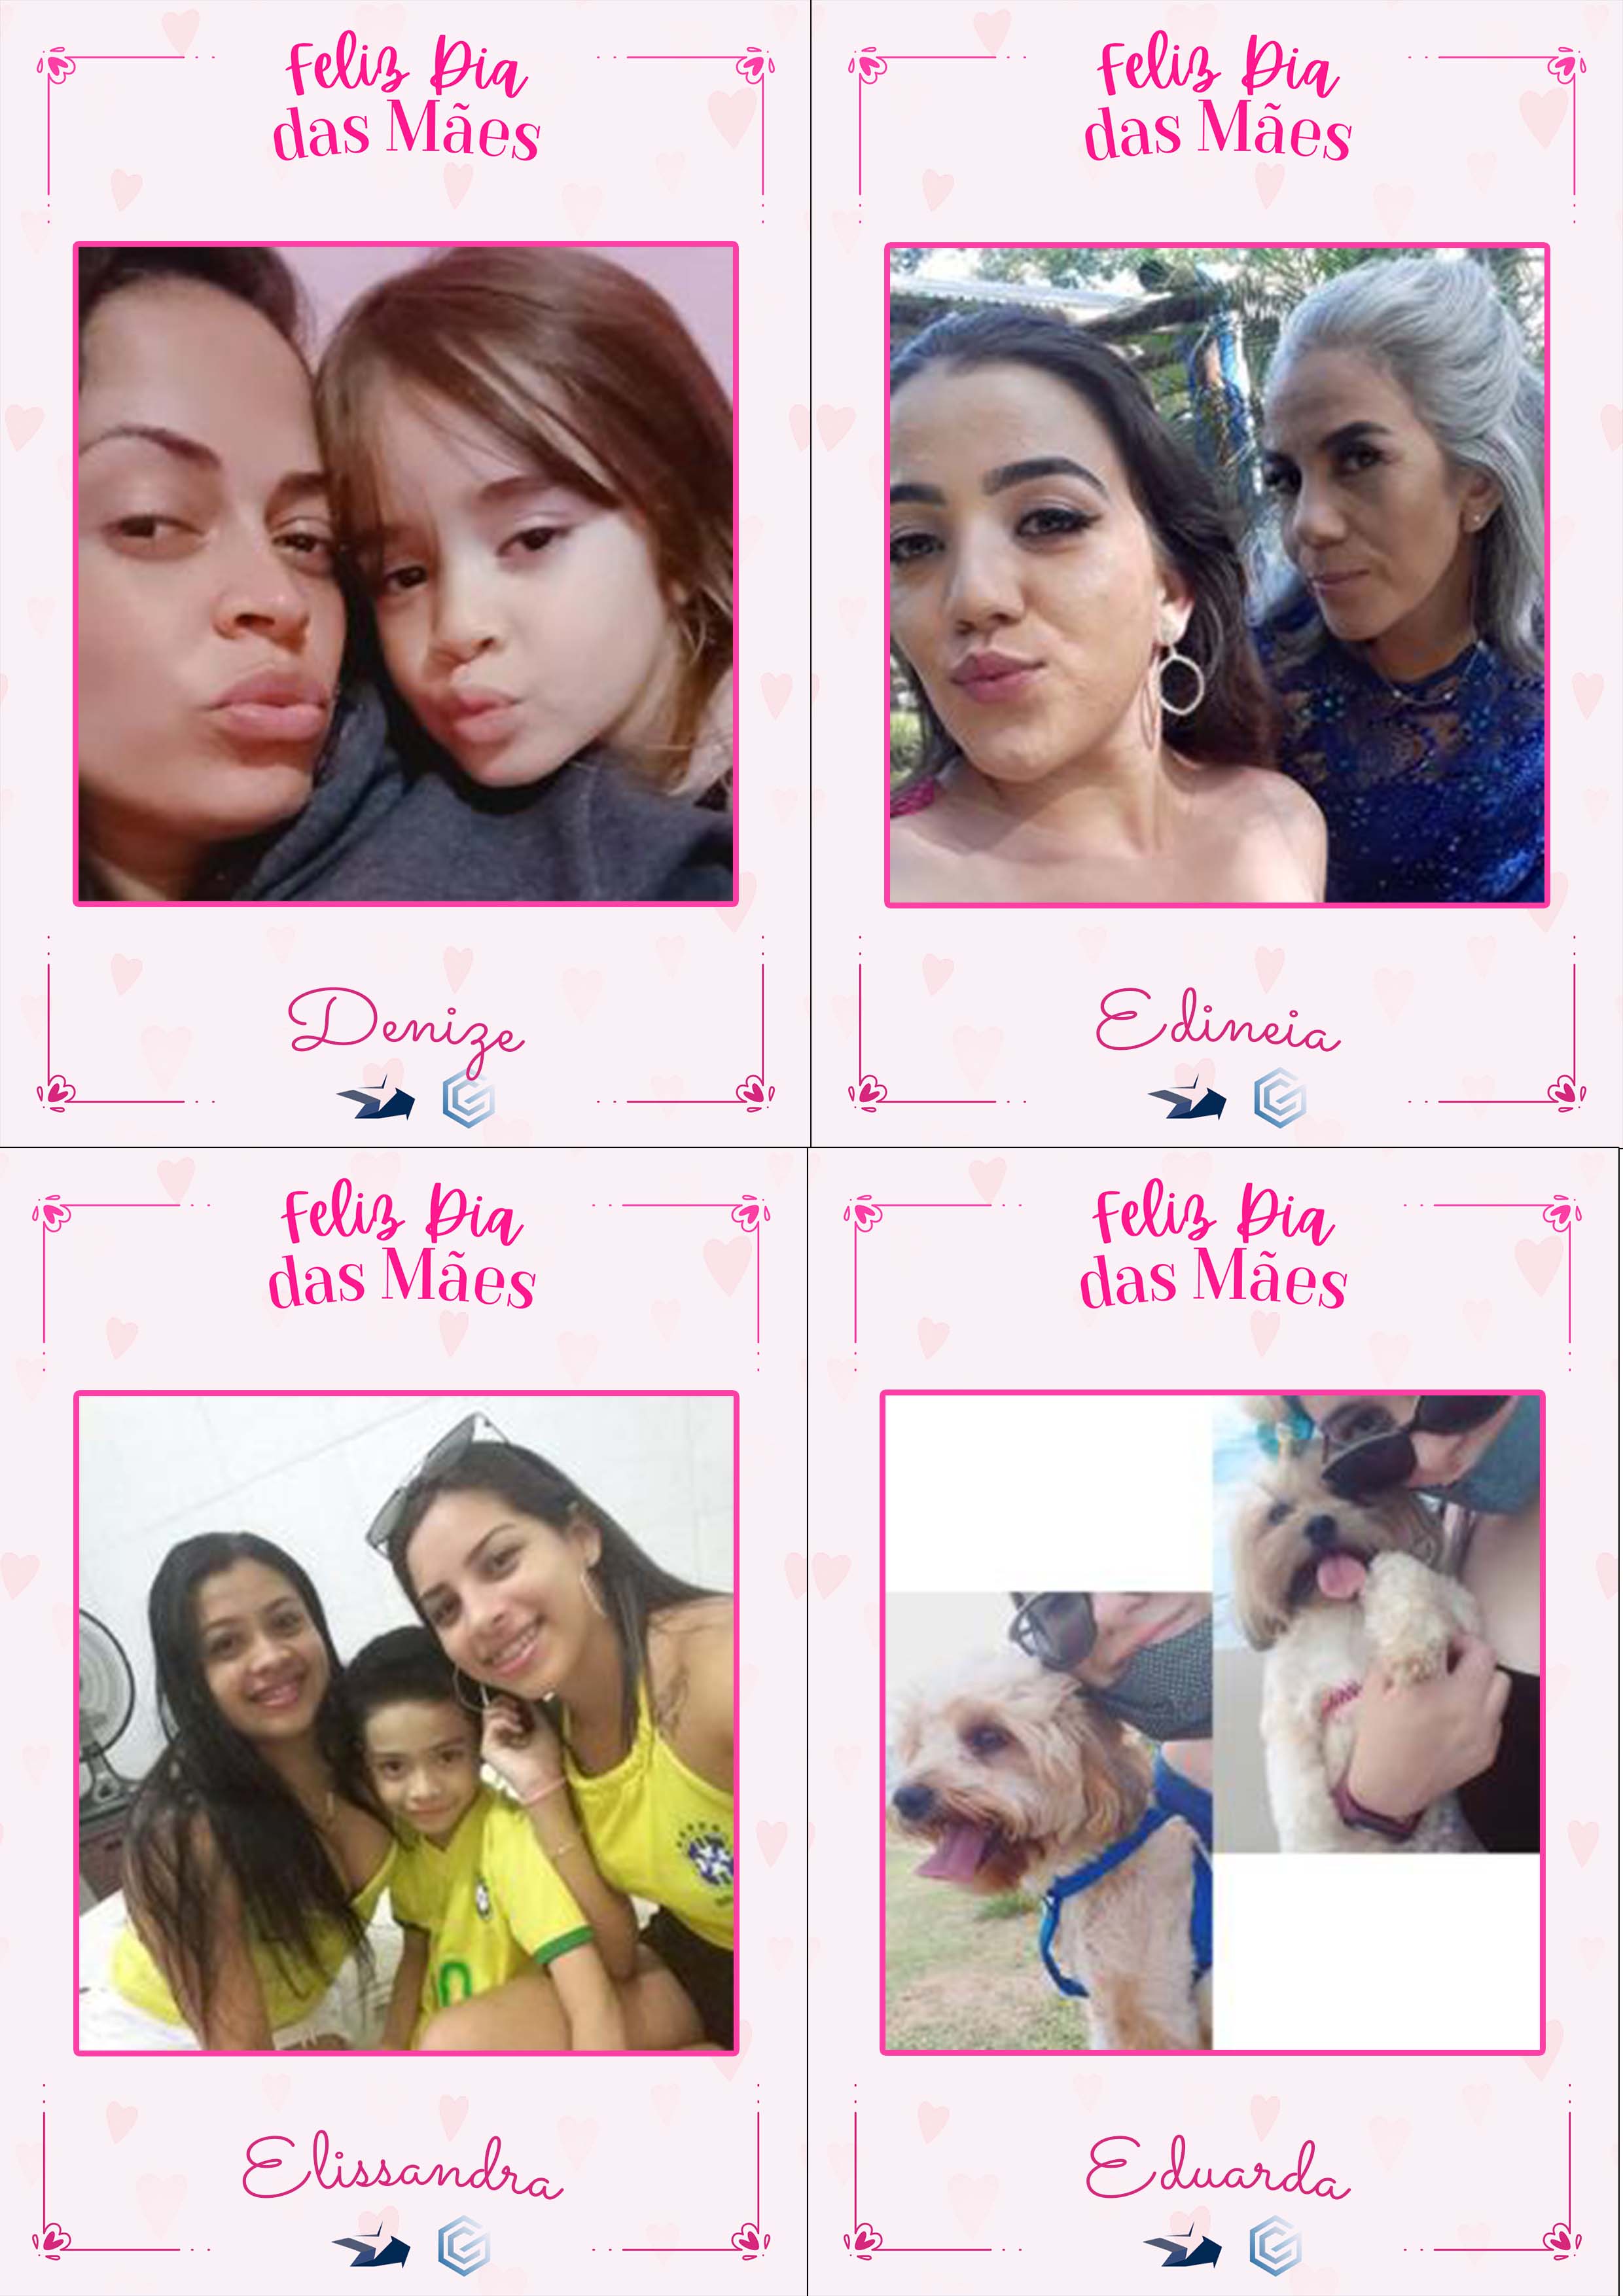 Feliz Dia
das Mães
Denize
Feliz Dia
das Mães
Edineia
Feliz Dia
das Mães
Elissandra
Feliz Dia
das Mães
Eduarda